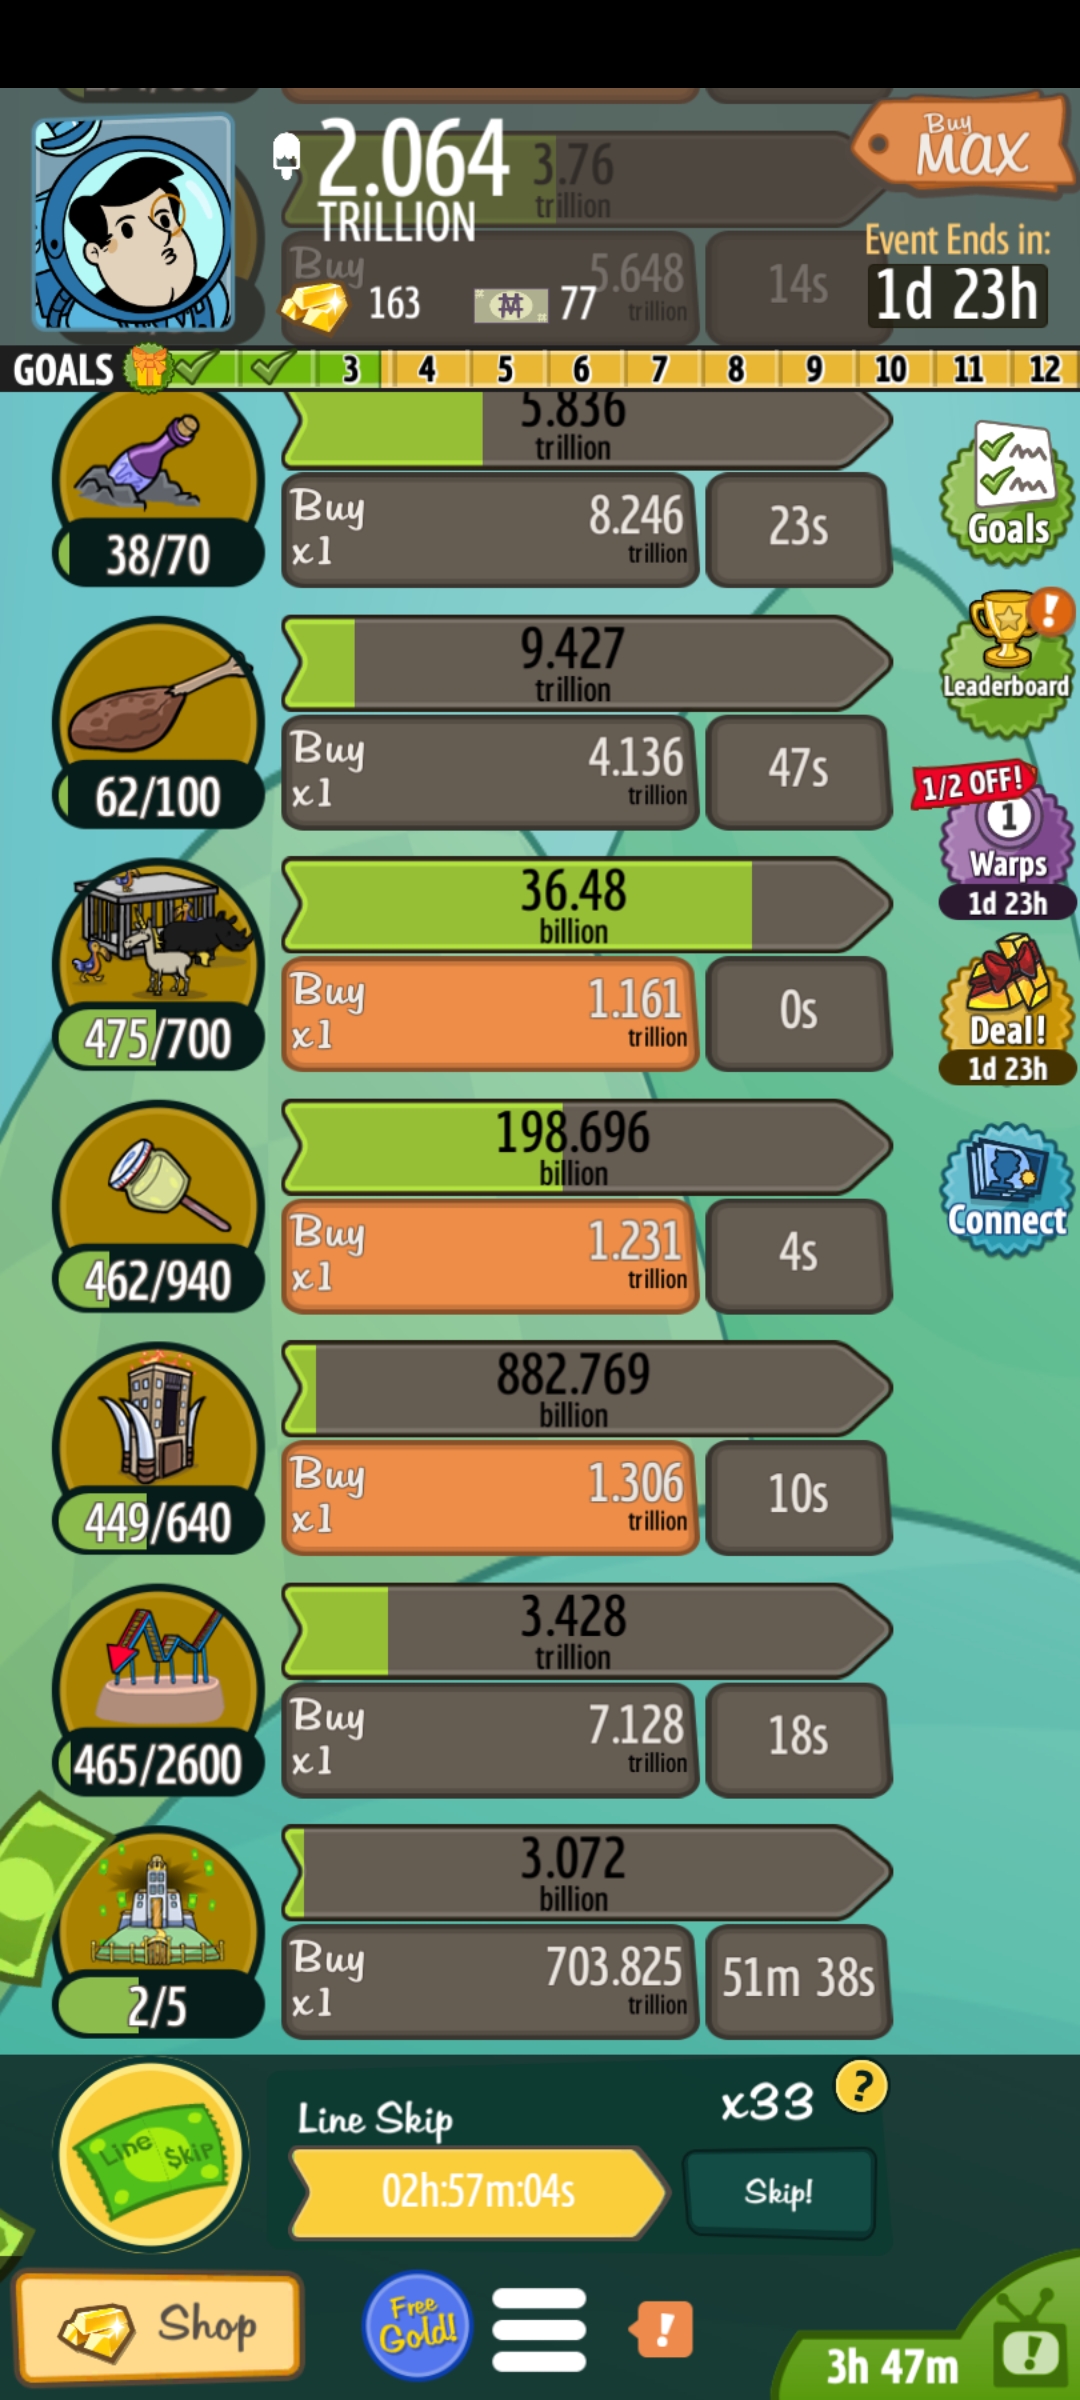 2.064
TRILLION
3.76
trillion
Buy
MAX
Buy
5.648
trillion
14s
163
77
Event Ends in:
1d 23h
GOALS
3
4
5
6
7
8
9
10
11
12
5.836
trillion
38/70
Buy
x1
8.246
trillion
23s
Goals
9.427
trillion
62/100
Buy
x1
4.136
trillion
47s
Leaderboard
1/2 OFF!
1
Warps
1d 23h
36.48
billion
475/700
Buy
x1
1.161
trillion
0s
Deal!
1d 23h
198.696
billion
462/940
Buy
x1
1.231
trillion
4s
Connect
882.769
billion
449/640
Buy
x1
1.306
trillion
10s
3.428
trillion
465/2600
Buy
x1
7.128
trillion
18s
3.072
billion
2/5
Buy
x1
703.825
trillion
51m 38s
Line $kip
Line Skip
x33
?
02h:57m:04s
Skip!
Shop
Free
Gold!
!
3h 47m
!